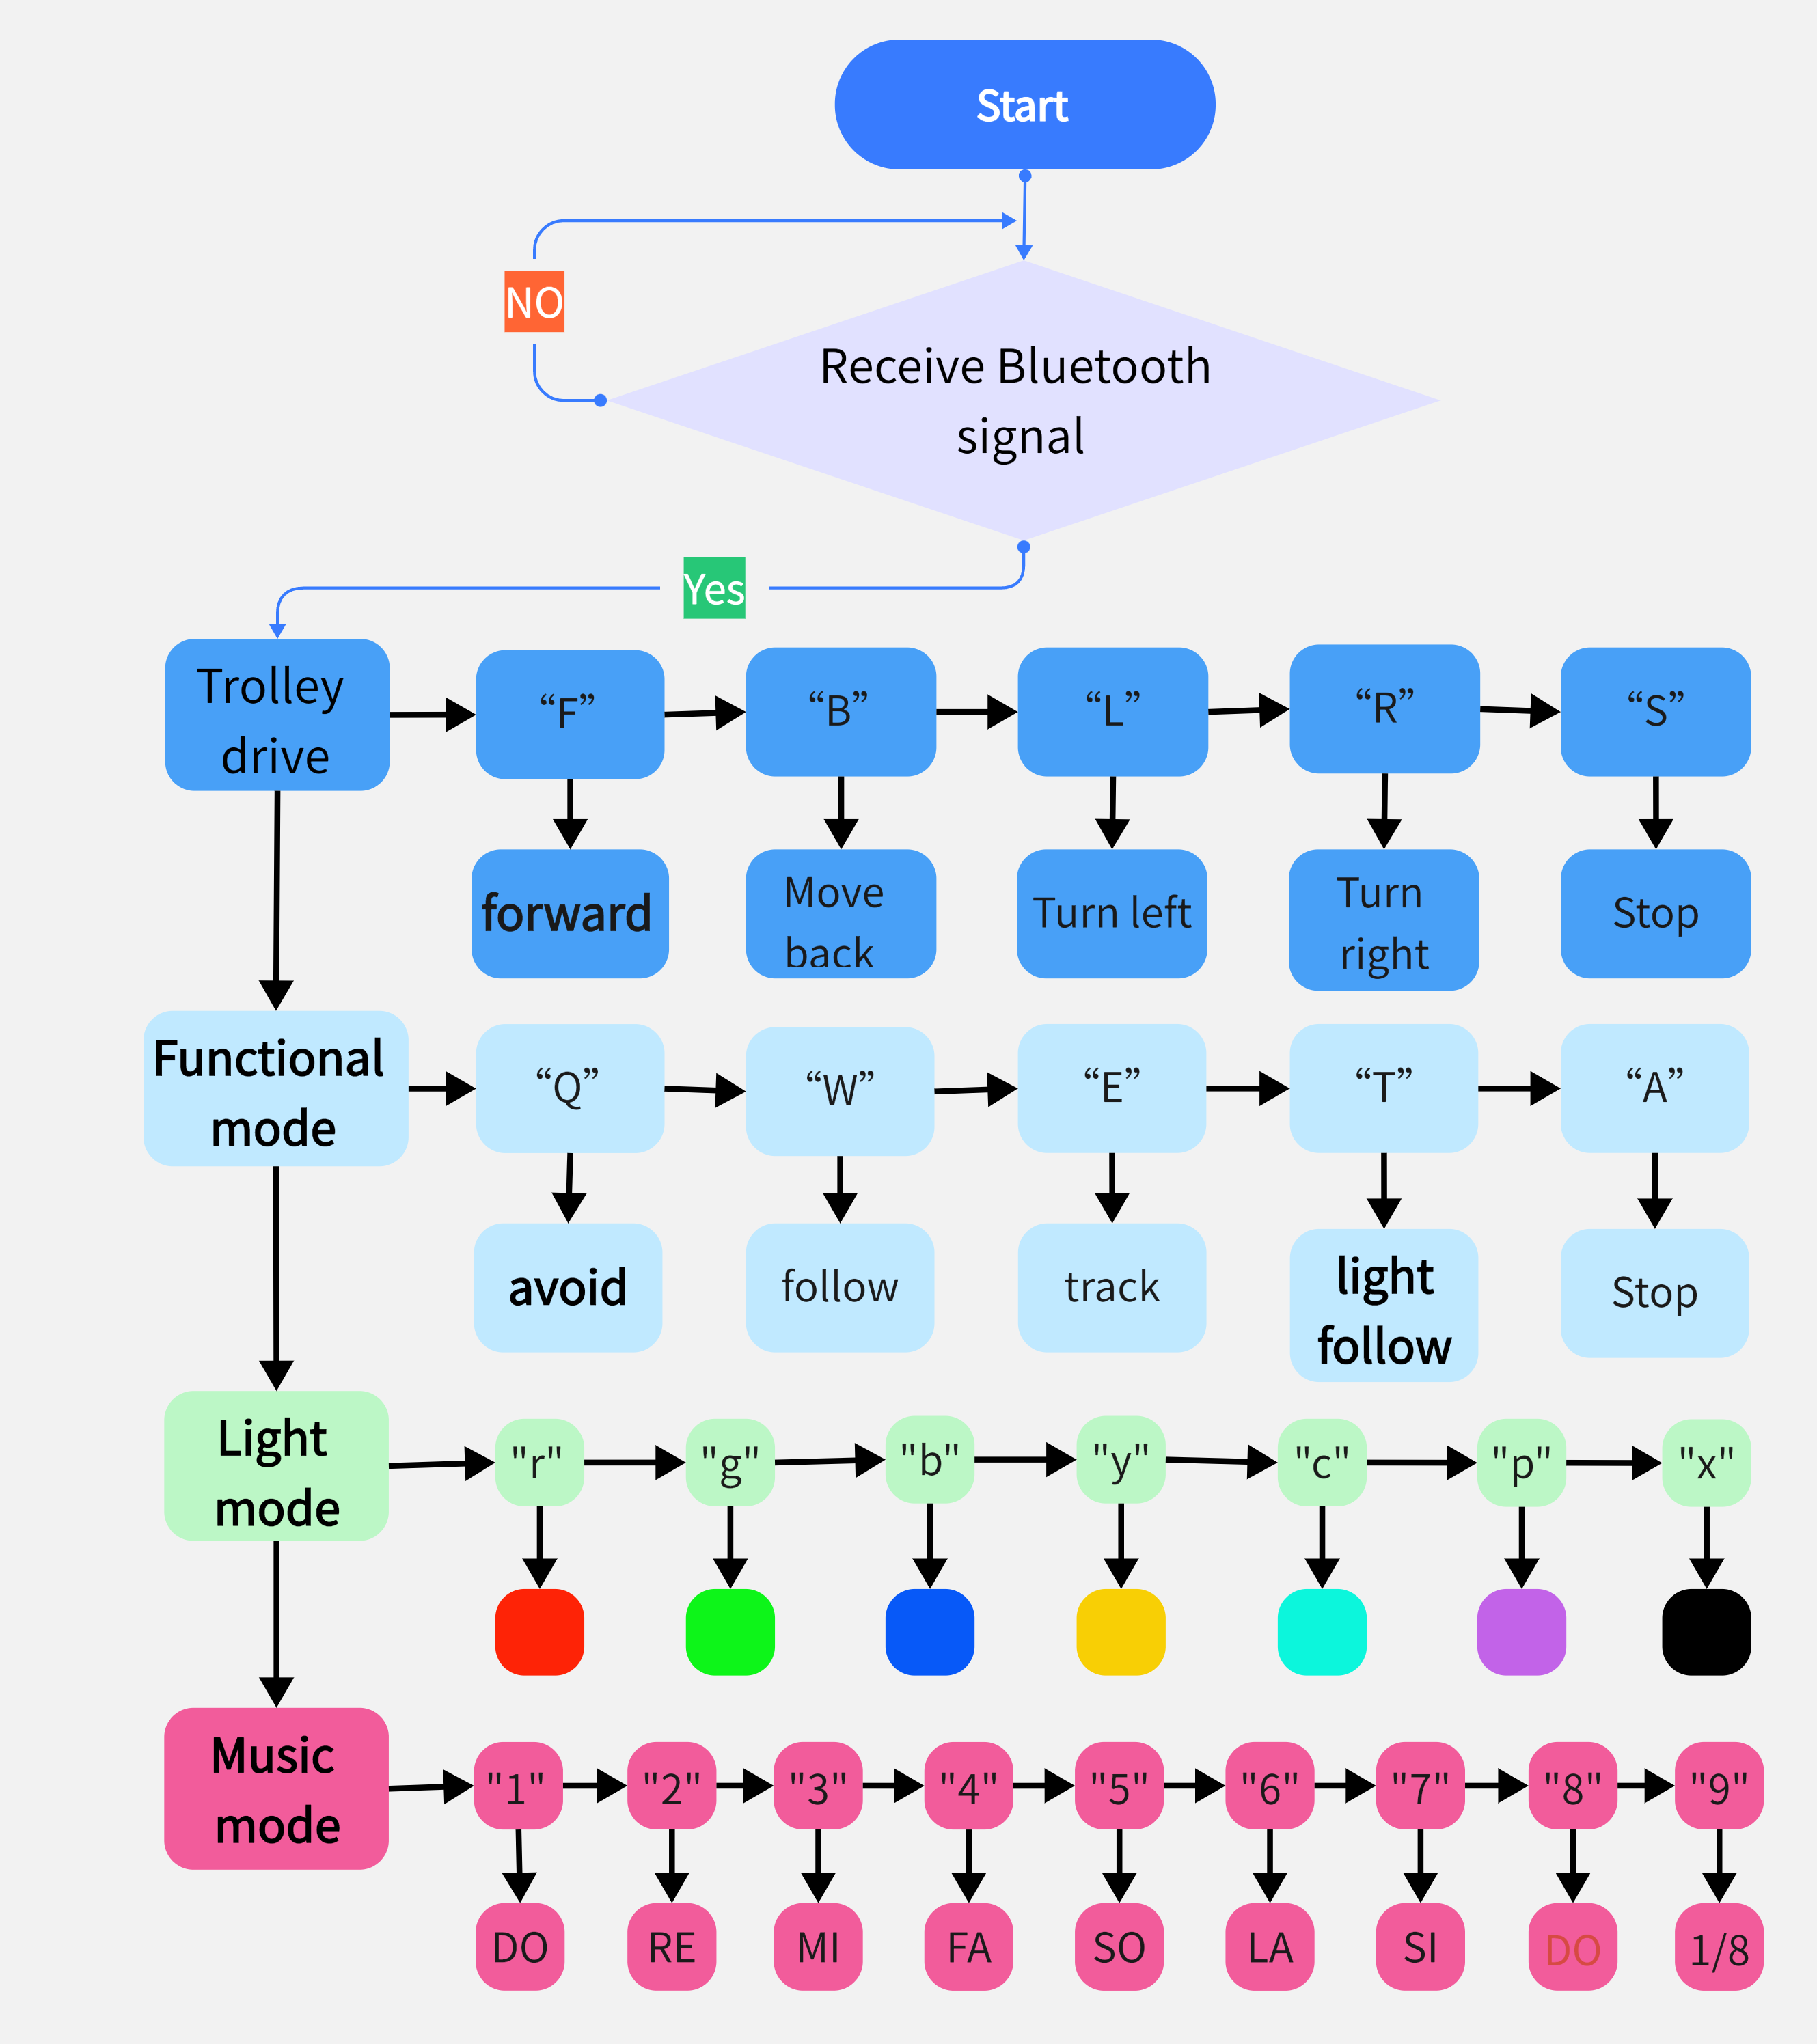 Start
NO
Receive Bluetooth
signal
Yes
Trolley
drive
“F”
“B”
“L”
“R”
“S”
forward
Move
back
Turn left
Turn
right
Stop
Functional
mode
“Q”
“W”
“E”
“T”
“A”
avoid
follow
track
light
follow
Stop
Light
mode
"r"
"g"
"b"
"y"
"c"
"p"
"x"
Music
mode
"1"
"2"
"3"
"4"
"5"
"6"
"7"
"8"
"9"
DO
RE
MI
FA
SO
LA
SI
DO
1/8